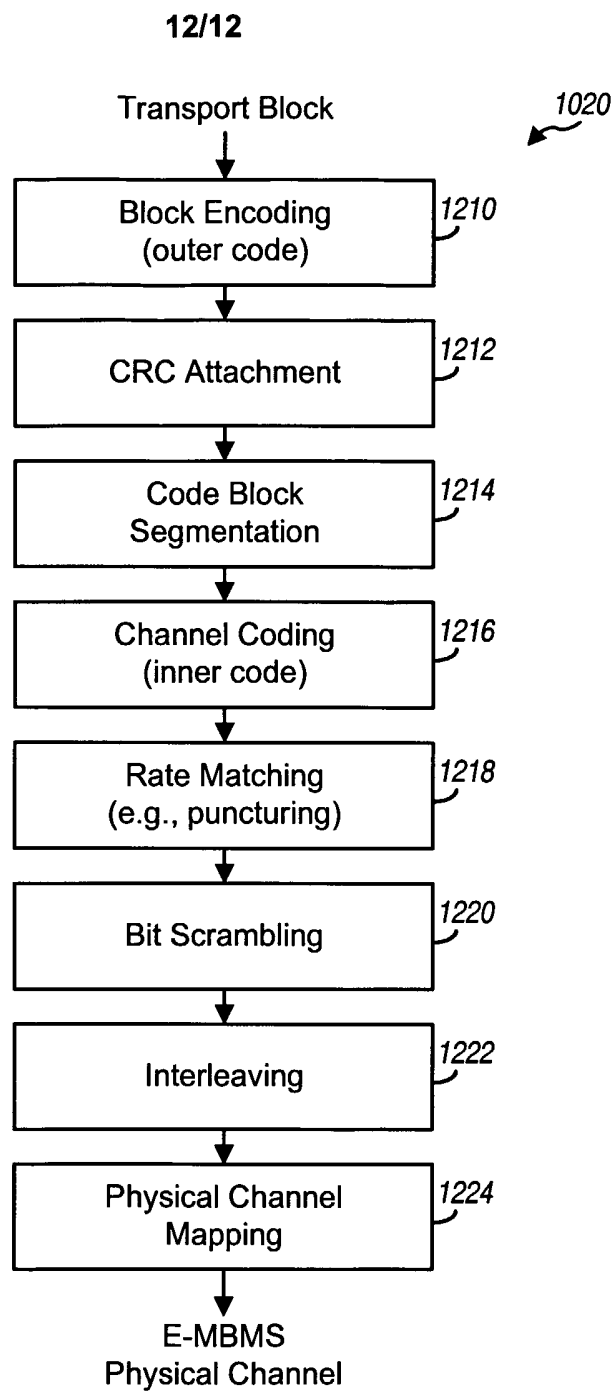 12/12
Transport Block
1020
Block Encoding
(outer code)
1210
CRC Attachment
1212
Code Block
Segmentation
1214
Channel Coding
(inner code)
1216
Rate Matching
(e.g., puncturing)
1218
Bit Scrambling
1220
Interleaving
1222
Physical Channel
Mapping
1224
E-MBMS
Physical Channel